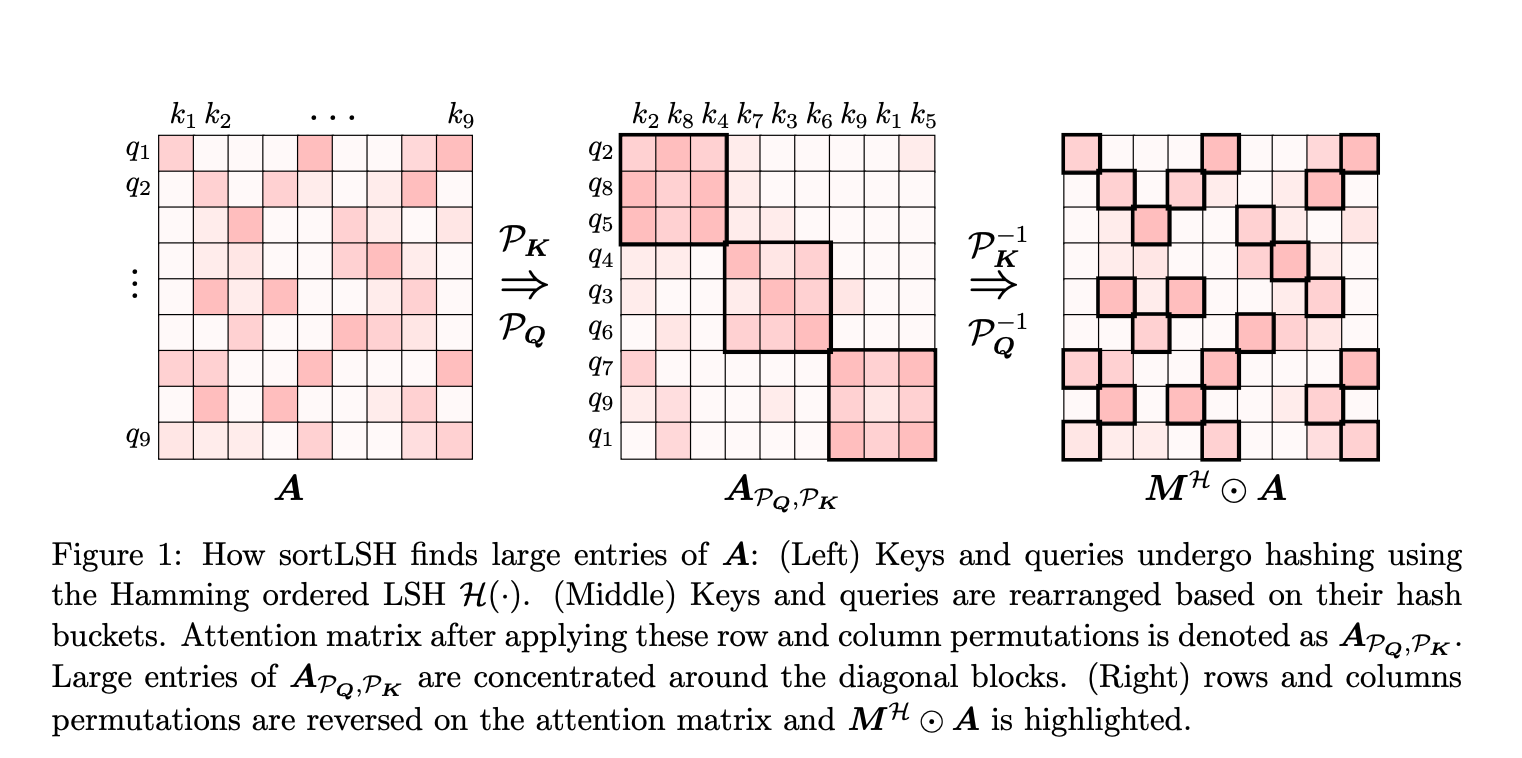 k1 k2 ... k9
k2 k8 k4 k7 k3 k6 k9 k1 k5
q1
q2
⋮
q9
𝒫K
⇒
𝒫Q
q2
q8
q5
q4
q3
q6
q7
q9
q1
𝒫K^{-1}
⇒
𝒫Q^{-1}
A
A𝒫Q,𝒫K
M^ℋ ⊙ A
Figure 1: How sortLSH finds large entries of A: (Left) Keys and queries undergo hashing using
the Hamming ordered LSH ℋ(·). (Middle) Keys and queries are rearranged based on their hash
buckets. Attention matrix after applying these row and column permutations is denoted as A𝒫Q,𝒫K.
Large entries of A𝒫Q,𝒫K are concentrated around the diagonal blocks. (Right) rows and columns
permutations are reversed on the attention matrix and M^ℋ ⊙ A is highlighted.